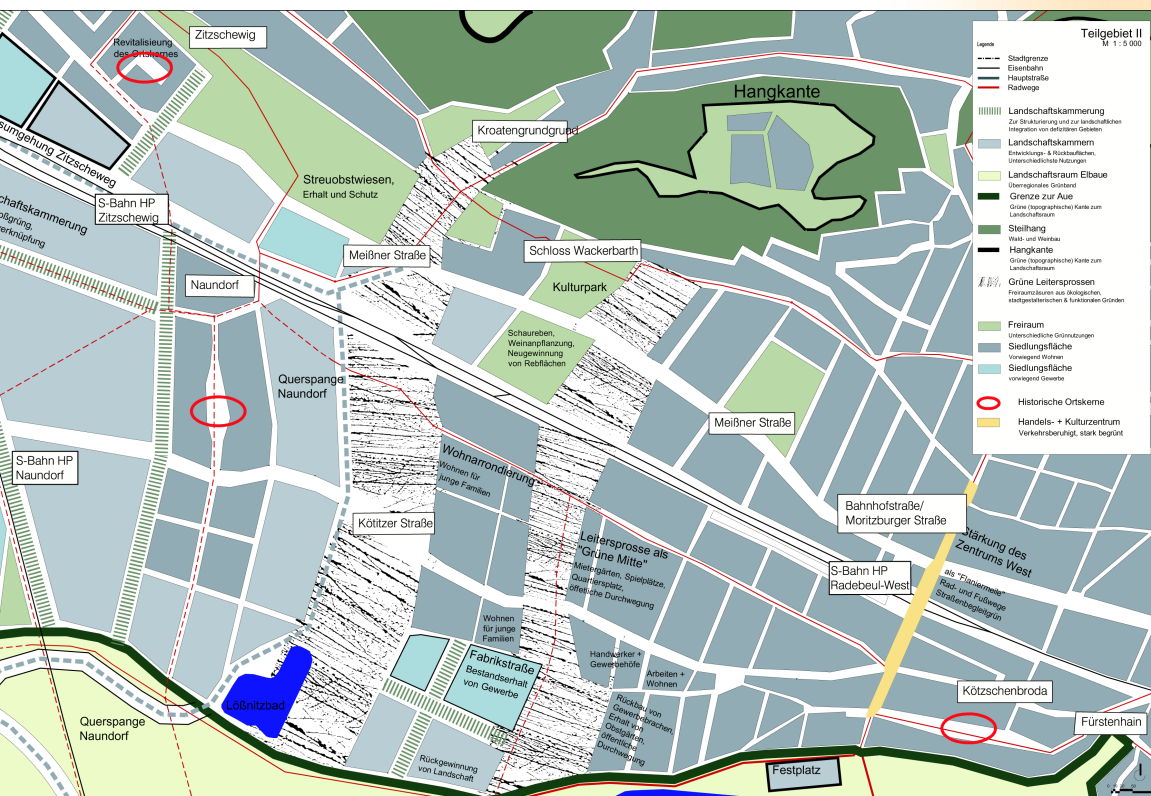 Revitalisierung
des Ortskernes
Zitzschewig
Kroatengrundgrund
Hangkante
Streuobstwiesen,
Erhalt und Schutz
sumgehung Zitzscheweg
S-Bahn HP
Zitzschewig
chaftskammerung
oßgrün,
erknüpfung
Meißner Straße
Schloss Wackerbarth
Kulturpark
Naundorf
Schaureben,
Weinanpflanzung,
Neugewinnung
von Rebflächen
Querspange
Naundorf
Meißner Straße
S-Bahn HP
Naundorf
Wohnarrondierung
Wohnen für
junge Familien
Kötitzer Straße
Leitersprosse als
"Grüne Mitte"
Mietergärten, Spielplätze,
Quartiersplatz,
öffetliche Durchwegung
Bahnhofstraße/
Moritzburger Straße
Stärkung des
Zentrums West
als "Flaniermeile"
Rad- und Fußwege
Straßenbegleitgrün
S-Bahn HP
Radebeul-West
Wohnen
für junge
Familien
Fabrikstraße
Bestandserhalt
von Gewerbe
Handwerker +
Gewerbehöfe
Arbeiten +
Wohnen
Rückbau von
Gewerbebrachen,
Erhalt von
Obstgärten,
öffentliche
Durchwegung
Lößnitzbad
Querspange
Naundorf
Rückgewinnung
von Landschaft
Kötzschenbroda
Fürstenhain
Festplatz
Teilgebiet II
M 1 : 5 000
Legende
Stadtgrenze
Eisenbahn
Hauptstraße
Radwege
Landschaftskammerung
Zur Strukturierung und zur landschaftlichen
Integration von defizitären Gebieten
Landschaftskammern
Entwicklungs- & Rückbauflächen,
Unterschiedlichste Nutzungen
Landschaftsraum Elbaue
Überregionales Grünband
Grenze zur Aue
Grüne (topographische) Kante zum
Landschaftsraum
Steilhang
Wald- und Weinbau
Hangkante
Grüne (topographische) Kante zum
Landschaftsraum
Grüne Leitersprossen
Freiraumzäsuren aus ökologischen,
stadtgestalterischen & funktionalen Gründen
Freiraum
Unterschiedliche Grünnutzungen
Siedlungsfläche
Vorwiegend Wohnen
Siedlungsfläche
vorwiegend Gewerbe
Historische Ortskerne
Handels- + Kulturzentrum
Verkehrsberuhigt, stark begrünt